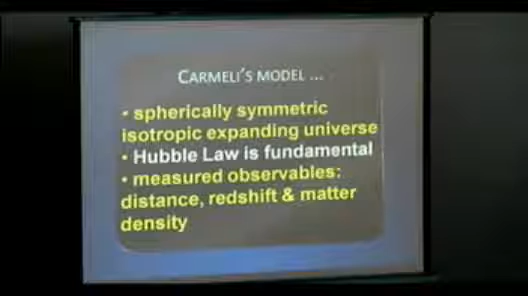 CARMELI'S MODEL ...
• spherically symmetric
isotropic expanding universe
• Hubble Law is fundamental
• measured observables:
distance, redshift & matter
density